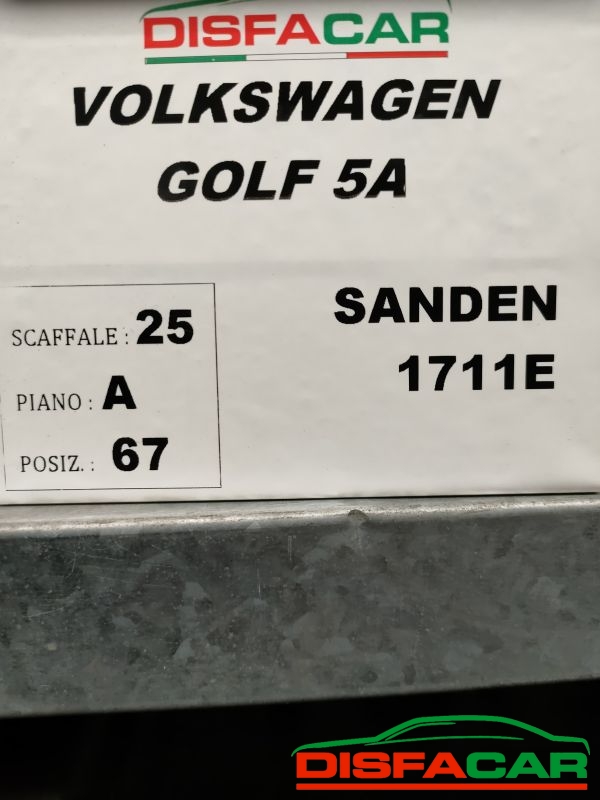 DISFACAR
VOLKSWAGEN
GOLF 5A
SCAFFALE : 25
PIANO : A
POSIZ. : 67
SANDEN
1711E
DISFACAR